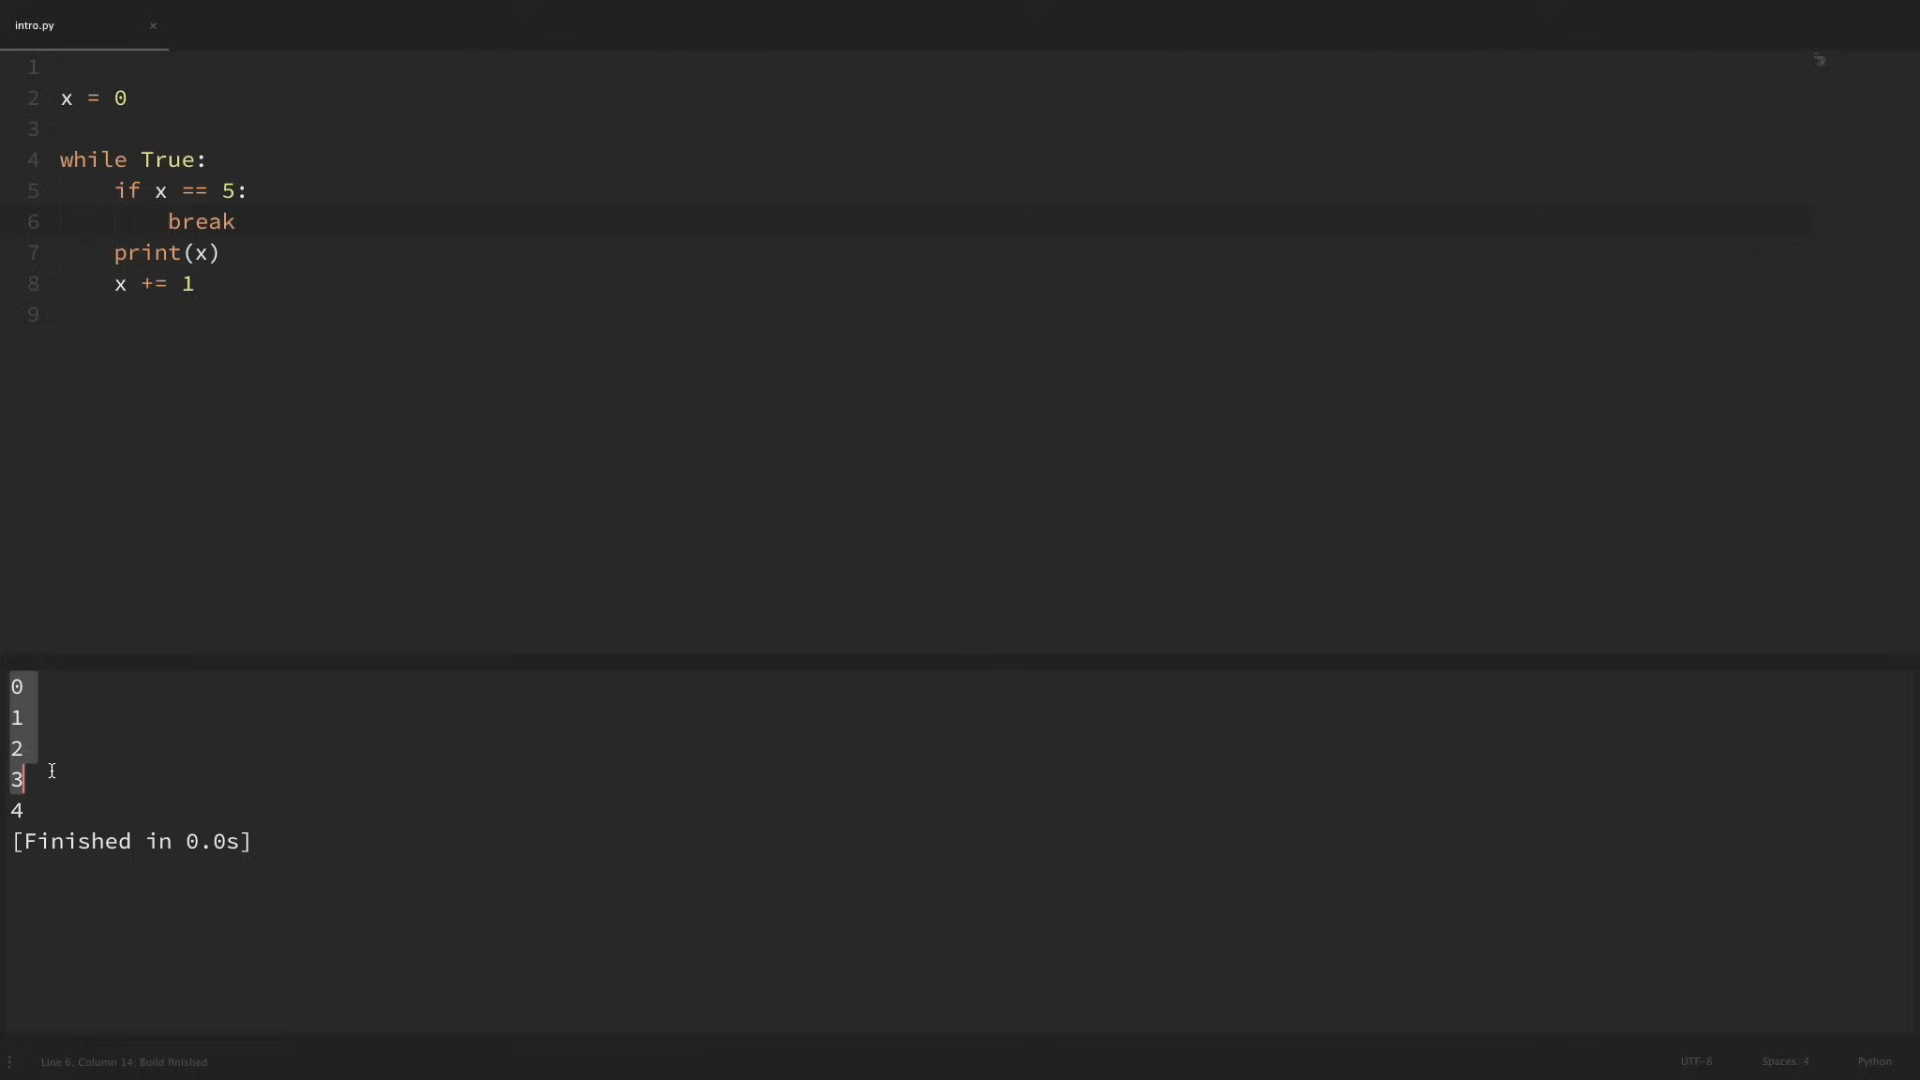 intro.py ×
1
2 x = 0
3
4 while True:
5     if x == 5:
6         break
7     print(x)
8     x += 1
9
0
1
2
3
4
[Finished in 0.0s]
Line 6, Column 14; Build finished UTF-8 Spaces: 4 Python